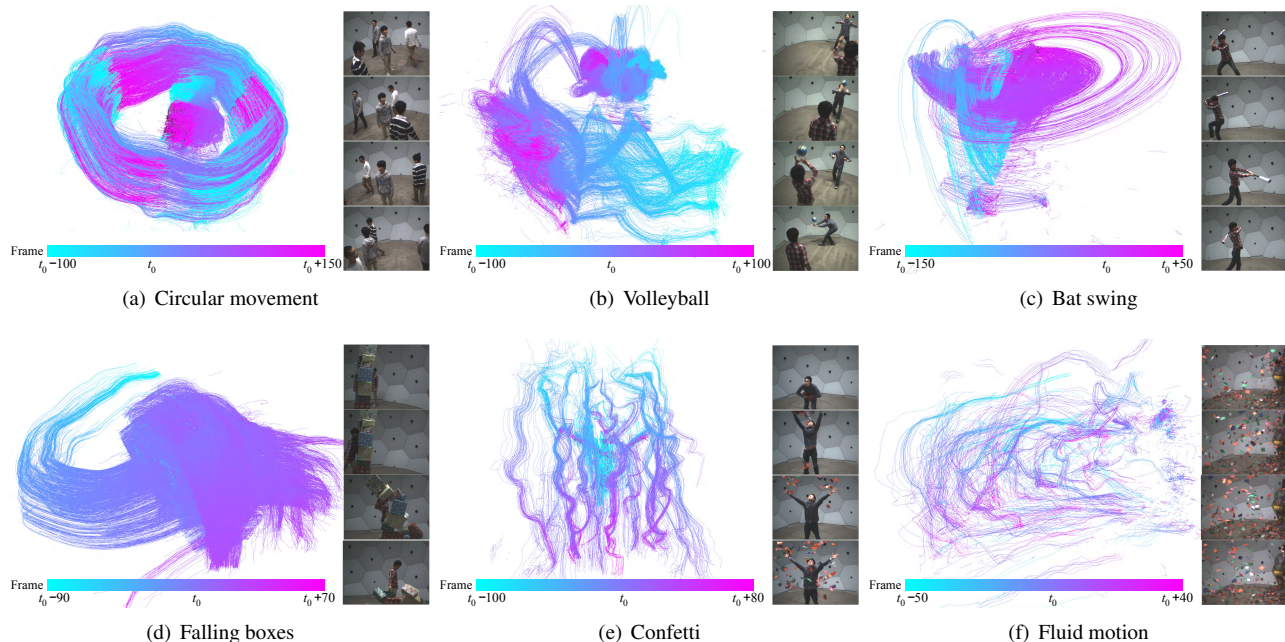 Frame
t₀−100 t₀ t₀+150
(a) Circular movement
Frame
t₀−100 t₀ t₀+100
(b) Volleyball
Frame
t₀−150 t₀ t₀+50
(c) Bat swing
Frame
t₀−90 t₀ t₀+70
(d) Falling boxes
Frame
t₀−100 t₀ t₀+80
(e) Confetti
Frame
t₀−50 t₀ t₀+40
(f) Fluid motion